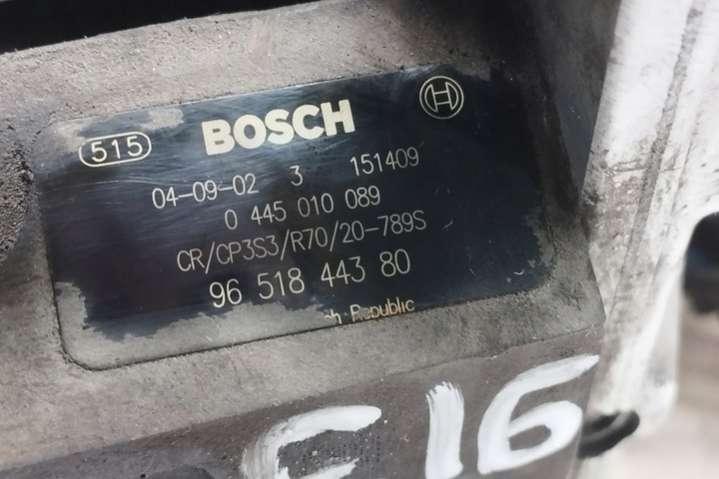 515 BOSCH
04-09-02 3 151409
0 445 010 089
CR/CP3S3/R70/20-789S
96 518 443 80
Republic
E16